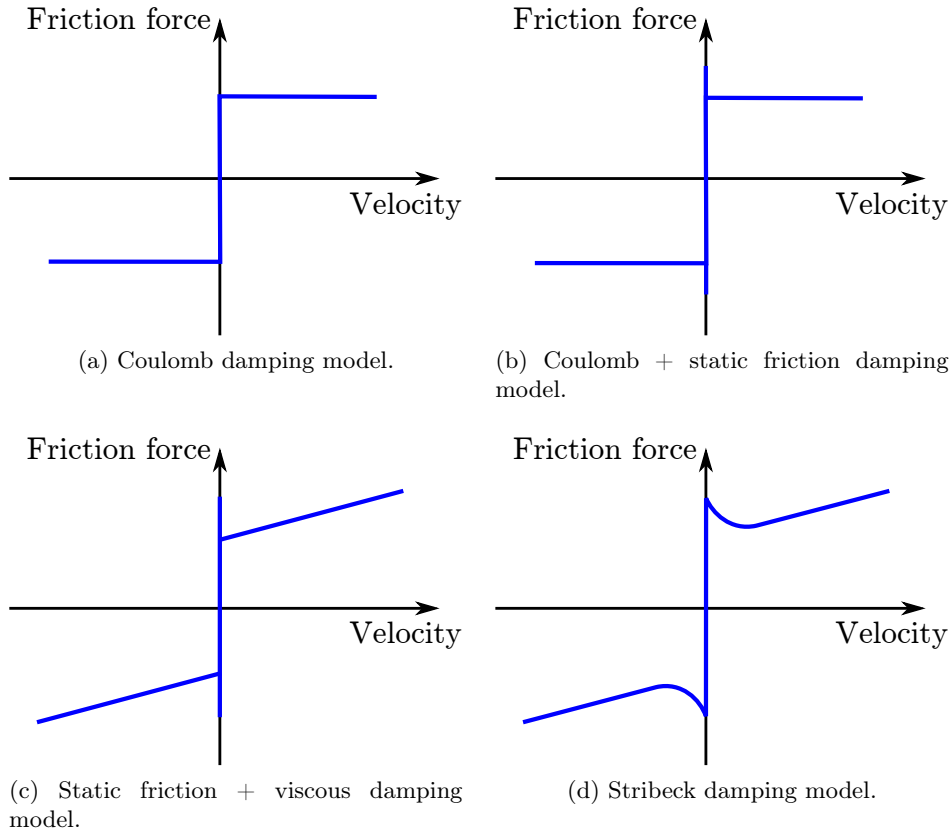 Friction force
Velocity
(a) Coulomb damping model.
Friction force
Velocity
(b) Coulomb + static friction damping
model.
Friction force
Velocity
(c) Static friction + viscous damping
model.
Friction force
Velocity
(d) Stribeck damping model.